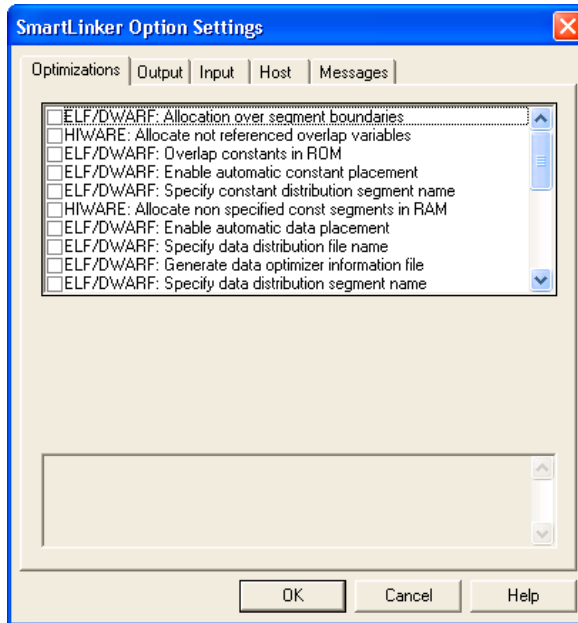 SmartLinker Option Settings
Optimizations Output Input Host Messages
ELF/DWARF: Allocation over segment boundaries
HIWARE: Allocate not referenced overlap variables
ELF/DWARF: Overlap constants in ROM
ELF/DWARF: Enable automatic constant placement
ELF/DWARF: Specify constant distribution segment name
HIWARE: Allocate non specified const segments in RAM
ELF/DWARF: Enable automatic data placement
ELF/DWARF: Specify data distribution file name
ELF/DWARF: Generate data optimizer information file
ELF/DWARF: Specify data distribution segment name
OK Cancel Help